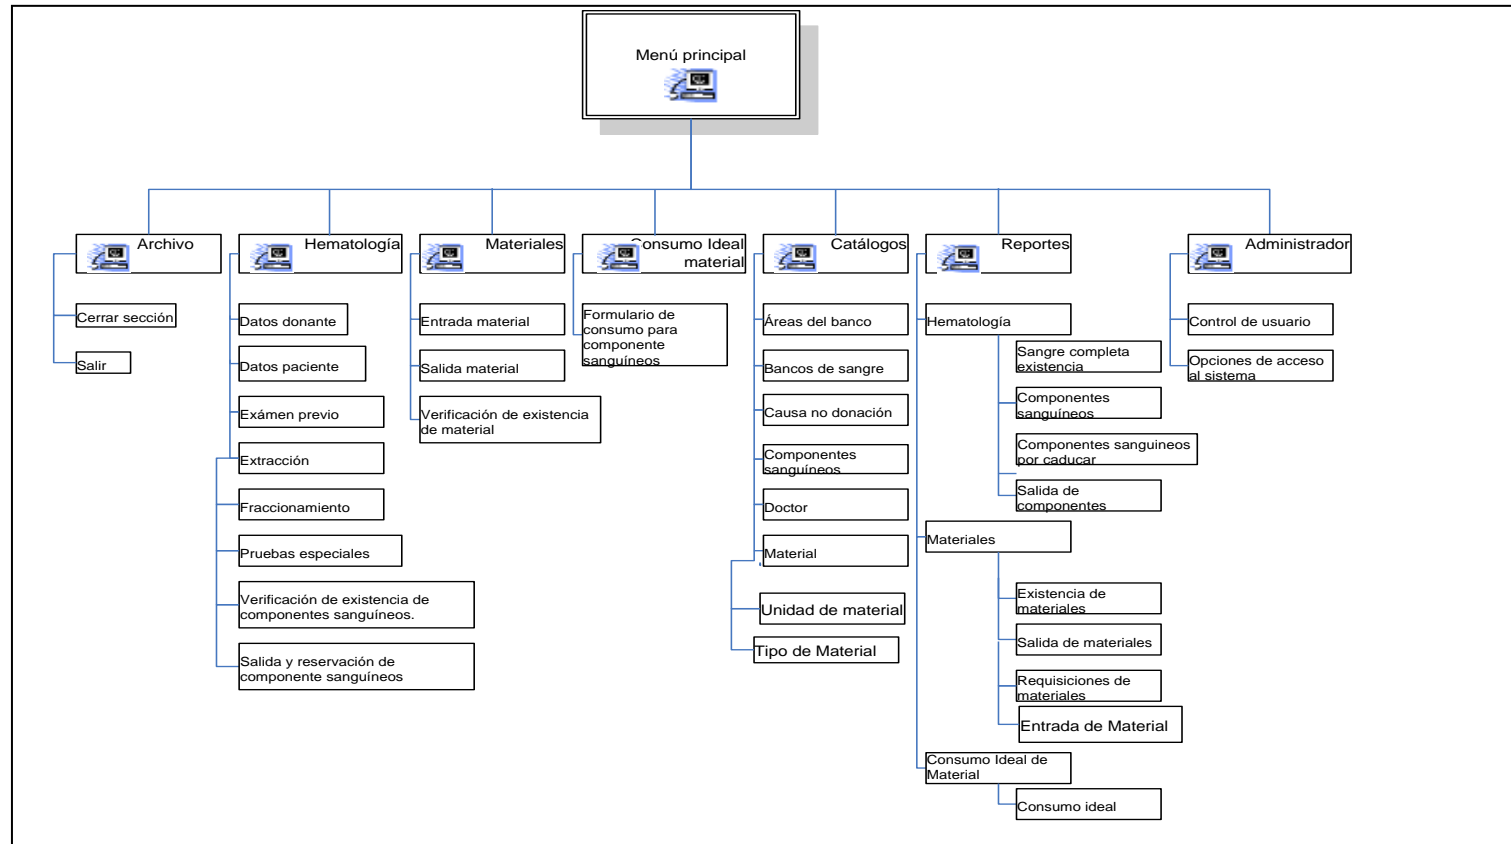 Menú principal
Archivo
Cerrar sección
Salir
Hematología
Datos donante
Datos paciente
Exámen previo
Extracción
Fraccionamiento
Pruebas especiales
Verificación de existencia de
componentes sanguíneos.
Salida y reservación de
componente sanguíneos
Materiales
Entrada material
Salida material
Verificación de existencia
de material
Consumo Ideal
material
Formulario de
consumo para
componente
sanguíneos
Catálogos
Áreas del banco
Bancos de sangre
Causa no donación
Componentes
sanguíneos
Doctor
Material
Unidad de material
Tipo de Material
Reportes
Hematología
Sangre completa
existencia
Componentes
sanguíneos
Componentes sanguineos
por caducar
Salida de
componentes
Materiales
Existencia de
materiales
Salida de materiales
Requisiciones de
materiales
Entrada de Material
Consumo Ideal de
Material
Consumo ideal
Administrador
Control de usuario
Opciones de acceso
al sistema